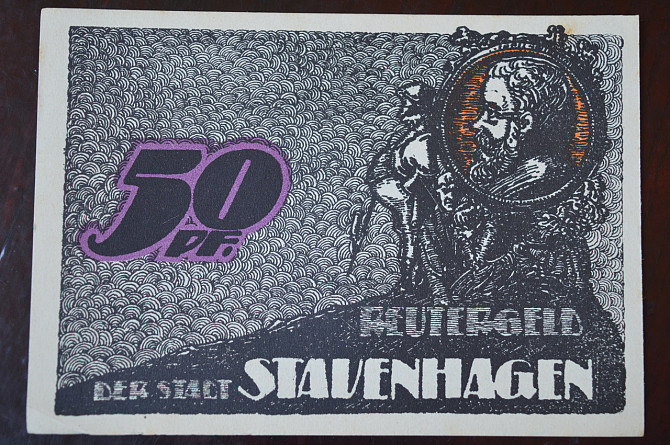 50
PF.
REUTERGELD
DER STADT STAVENHAGEN